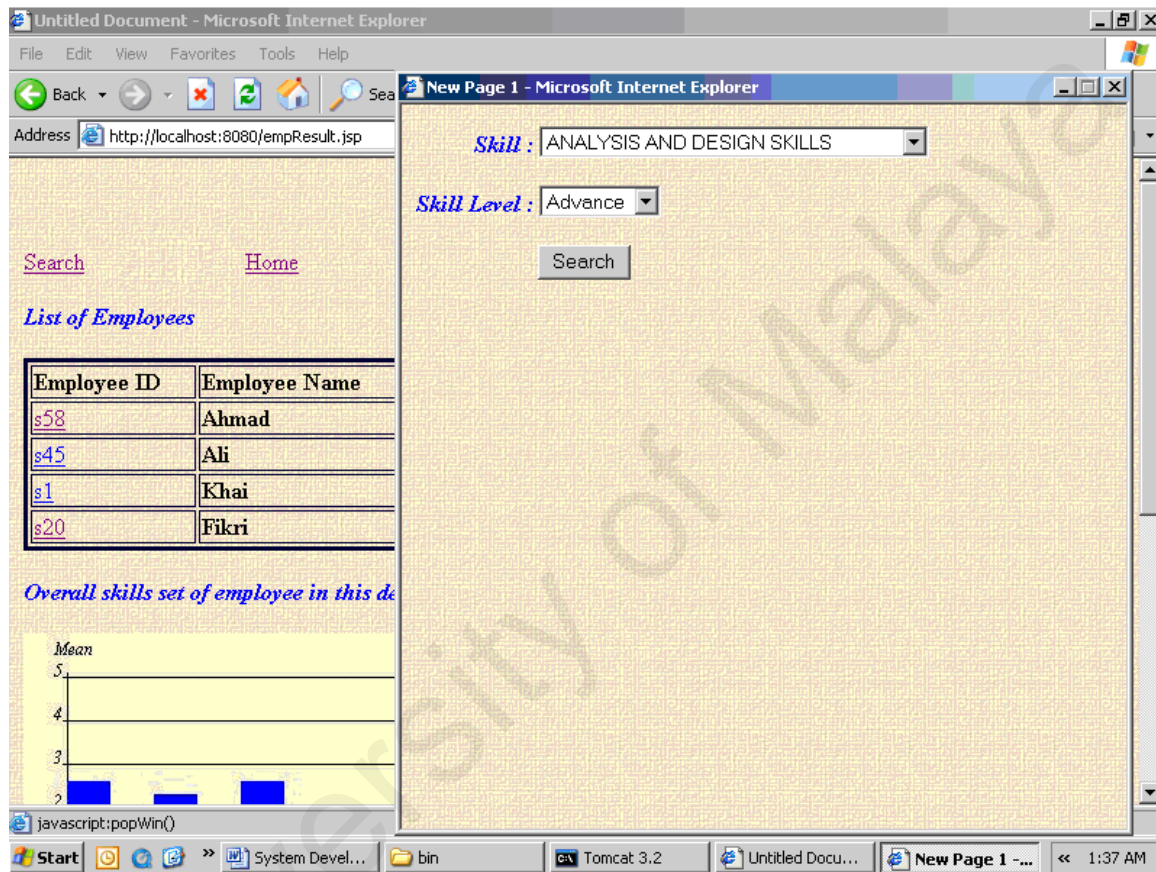 Untitled Document - Microsoft Internet Explorer
File Edit View Favorites Tools Help
Back
Sea
Address http://localhost:8080/empResult.jsp
Search Home
List of Employees
Employee ID Employee Name
s58 Ahmad
s45 Ali
s1 Khai
s20 Fikri
Overall skills set of employee in this de
Mean
5
4
3
2
javascript:popWin()
New Page 1 - Microsoft Internet Explorer
Skill : ANALYSIS AND DESIGN SKILLS
Skill Level : Advance
Search
Start » System Devel... bin Tomcat 3.2 Untitled Docu... New Page 1 -... « 1:37 AM
ersity of Malaya